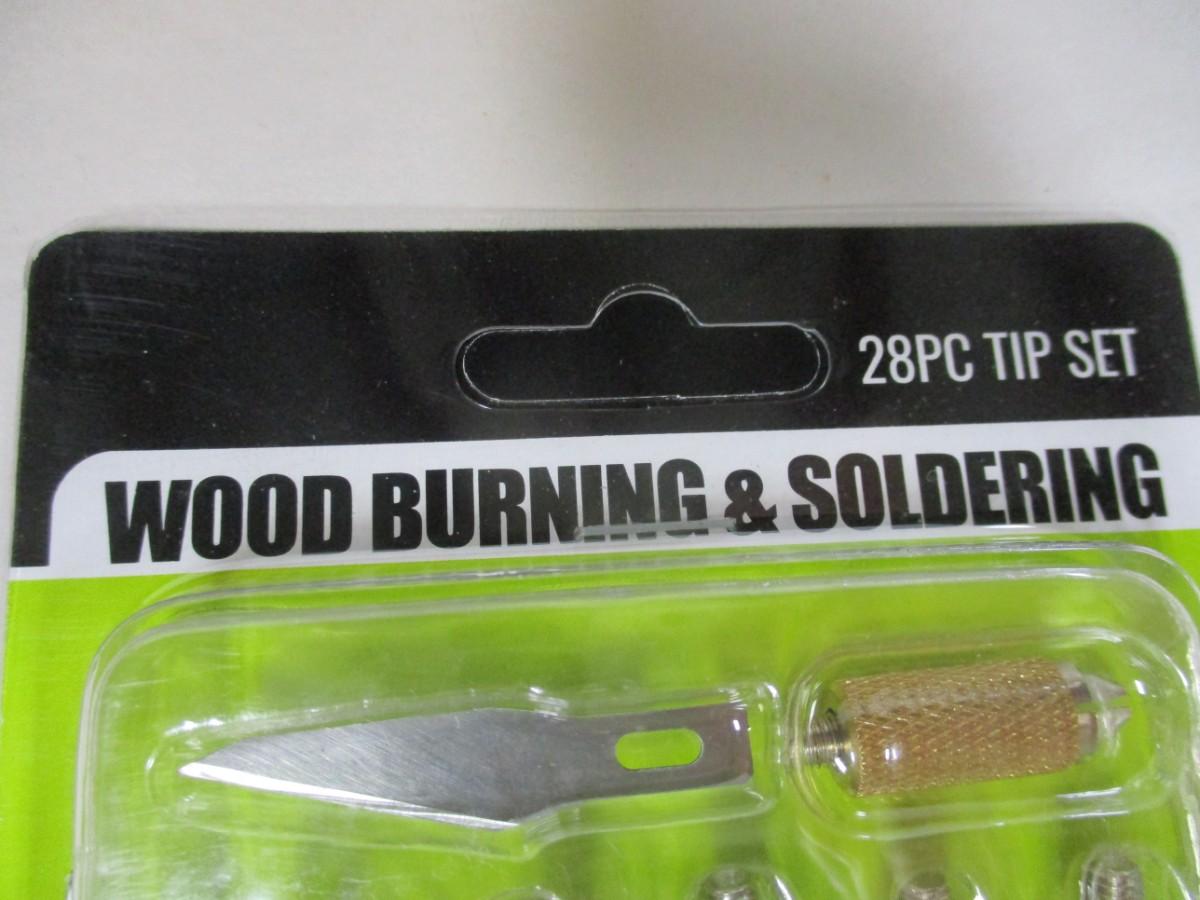 28PC TIP SET
WOOD BURNING & SOLDERING